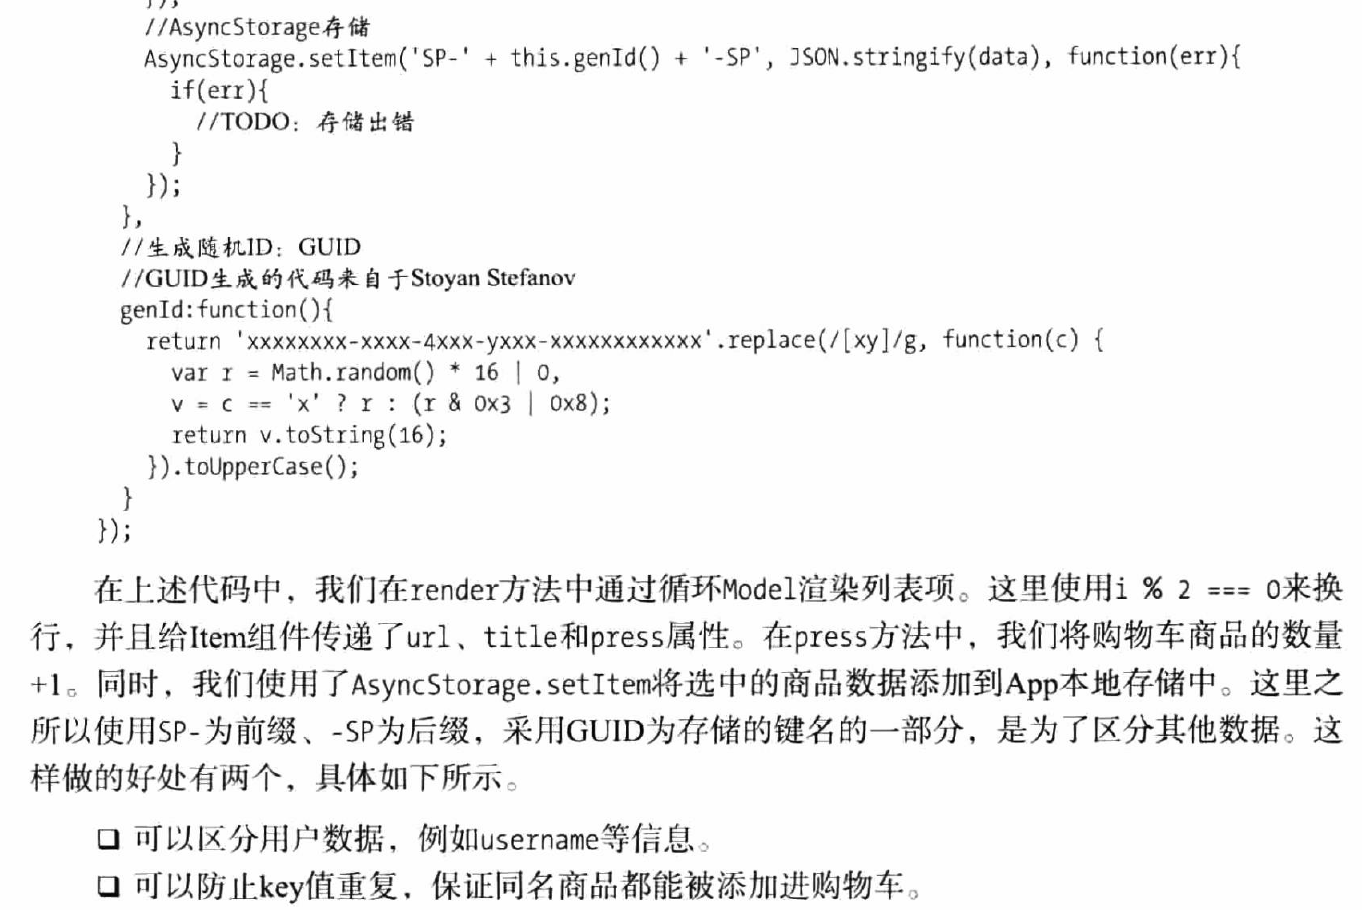 });
//AsyncStorage存储
AsyncStorage.setItem('SP-' + this.genId() + '-SP', JSON.stringify(data), function(err){
if(err){
//TODO：存储出错
}
});
},
//生成随机ID：GUID
//GUID生成的代码来自于Stoyan Stefanov
genId:function(){
return 'xxxxxxxx-xxxx-4xxx-yxxx-xxxxxxxxxxxx'.replace(/[xy]/g, function(c) {
var r = Math.random() * 16 | 0,
v = c == 'x' ? r : (r & 0x3 | 0x8);
return v.toString(16);
}).toUpperCase();
}
});
在上述代码中，我们在render方法中通过循环Model渲染列表项。这里使用i % 2 === 0来换
行，并且给Item组件传递了url、title和press属性。在press方法中，我们将购物车商品的数量
+1。同时，我们使用了AsyncStorage.setItem将选中的商品数据添加到App本地存储中。这里之
所以使用SP-为前缀、-SP为后缀，采用GUID为存储的键名的一部分，是为了区分其他数据。这
样做的好处有两个，具体如下所示。
❑ 可以区分用户数据，例如username等信息。
❑ 可以防止key值重复，保证同名商品都能被添加进购物车。